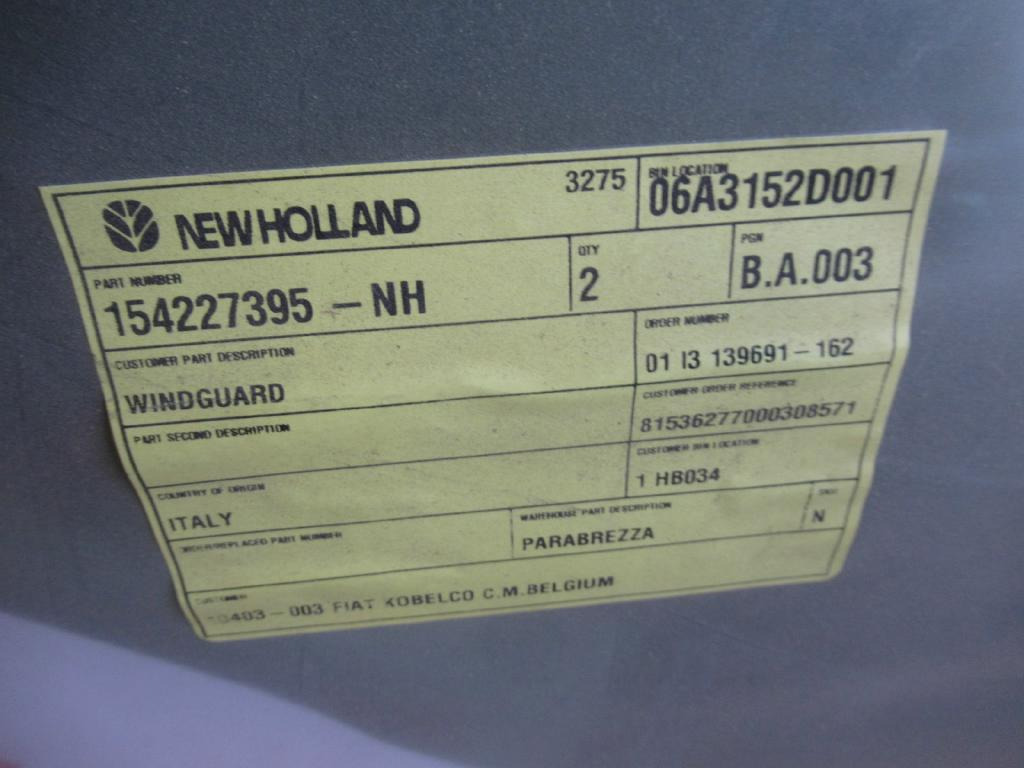 NEW HOLLAND 3275
BIN LOCATION
06A3152D001
PART NUMBER
154227395 - NH
QTY
2
PGN
B.A.003
CUSTOMER PART DESCRIPTION
WINDGUARD
ORDER NUMBER
01 I3 139691 - 162
PART SECOND DESCRIPTION
CUSTOMER ORDER REFERENCE
81536277000308571
CUSTOMER BIN LOCATION
1 HB034
COUNTRY OF ORIGIN
ITALY
REPLACED PART NUMBER
WAREHOUSE PART DESCRIPTION
PARABREZZA
N
CUSTOMER
- 003 FIAT KOBELCO C.M.BELGIUM